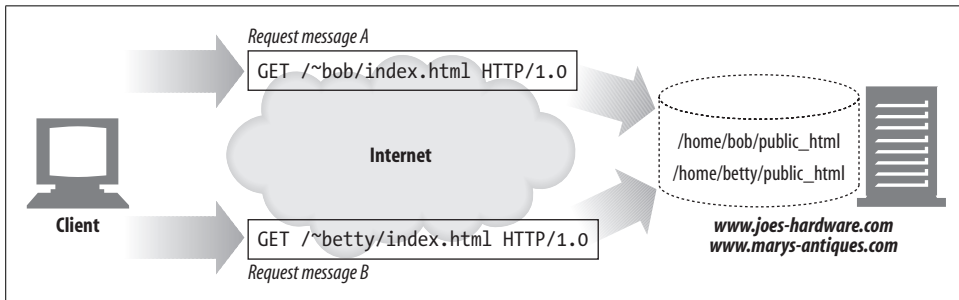 Request message A
GET /~bob/index.html HTTP/1.0
Internet
Client
/home/bob/public_html
/home/betty/public_html
www.joes-hardware.com
www.marys-antiques.com
GET /~betty/index.html HTTP/1.0
Request message B